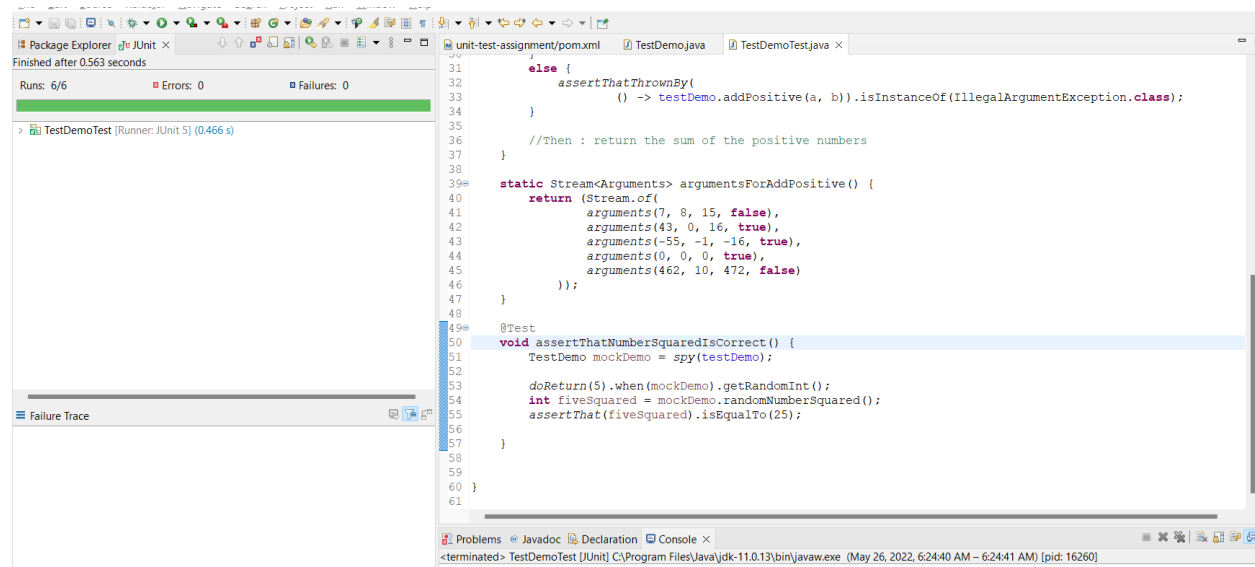 Package Explorer JUnit ×
Finished after 0.563 seconds
Runs: 6/6 Errors: 0 Failures: 0
TestDemoTest [Runner: JUnit 5] (0.466 s)
Failure Trace
unit-test-assignment/pom.xml TestDemo.java TestDemoTest.java ×
31 else {
32 assertThatThrownBy(
33 () -> testDemo.addPositive(a, b)).isInstanceOf(IllegalArgumentException.class);
34 }
35
36 //Then : return the sum of the positive numbers
37 }
38
39 static Stream<Arguments> argumentsForAddPositive() {
40 return (Stream.of(
41 arguments(7, 8, 15, false),
42 arguments(43, 0, 16, true),
43 arguments(-55, -1, -16, true),
44 arguments(0, 0, 0, true),
45 arguments(462, 10, 472, false)
46 ));
47 }
48
49 @Test
50 void assertThatNumberSquaredIsCorrect() {
51 TestDemo mockDemo = spy(testDemo);
52
53 doReturn(5).when(mockDemo).getRandomInt();
54 int fiveSquared = mockDemo.randomNumberSquared();
55 assertThat(fiveSquared).isEqualTo(25);
56
57 }
58
59
60 }
61
Problems Javadoc Declaration Console ×
<terminated> TestDemoTest [JUnit] C:\Program Files\Java\jdk-11.0.13\bin\javaw.exe (May 26, 2022, 6:24:40 AM – 6:24:41 AM) [pid: 16260]